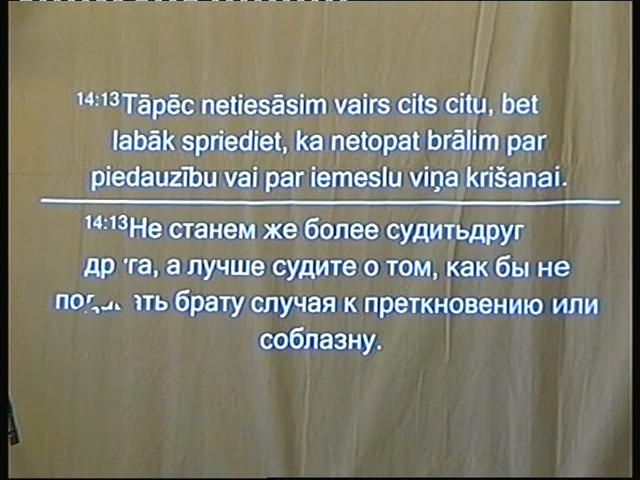 14:13Tāpēc netiesāsim vairs cits citu, bet
labāk spriediet, ka netopat brālim par
piedauzību vai par iemeslu viņa krišanai.
14:13Не станем же более судитьдруг
а лучше судите о том, как бы не
брату случая к преткновению или
соблазну.